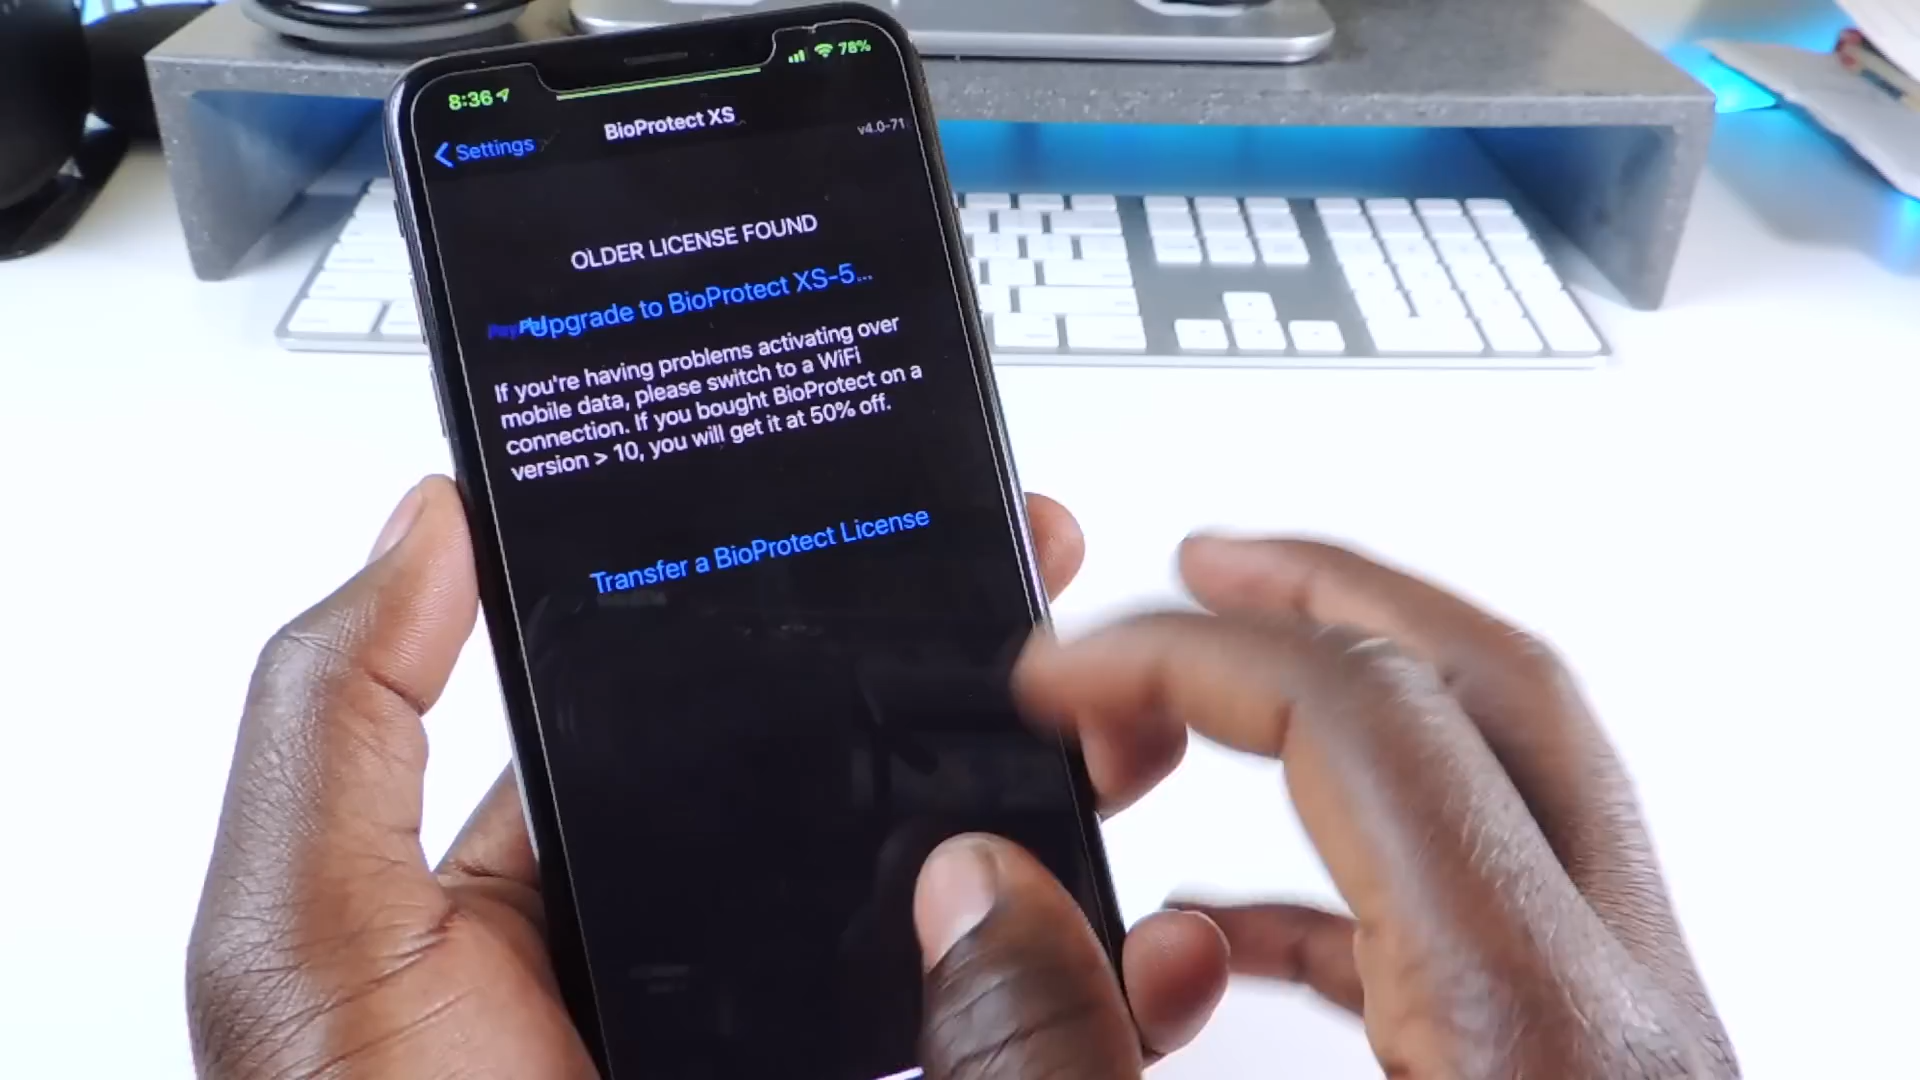 8:36
78%
Settings
BioProtect XS
v4.0-71
OLDER LICENSE FOUND
PayPal
Upgrade to BioProtect XS-5...
If you're having problems activating over
mobile data, please switch to a WiFi
connection. If you bought BioProtect on a
version > 10, you will get it at 50% off.
Transfer a BioProtect License